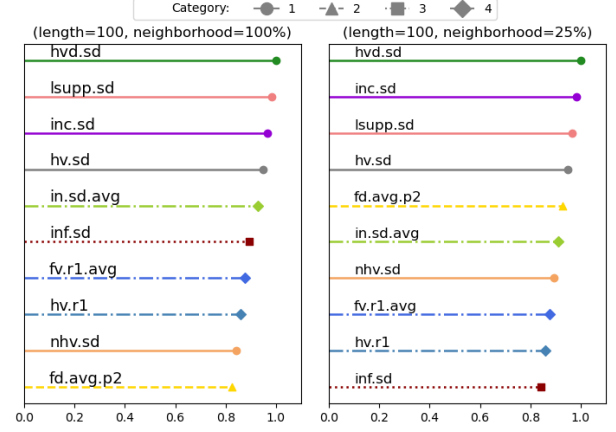 Category: 1 2 3 4
(length=100, neighborhood=100%)
hvd.sd
lsupp.sd
inc.sd
hv.sd
in.sd.avg
inf.sd
fv.r1.avg
hv.r1
nhv.sd
fd.avg.p2
0.0 0.2 0.4 0.6 0.8 1.0
(length=100, neighborhood=25%)
hvd.sd
inc.sd
lsupp.sd
hv.sd
fd.avg.p2
in.sd.avg
nhv.sd
fv.r1.avg
hv.r1
inf.sd
0.0 0.2 0.4 0.6 0.8 1.0